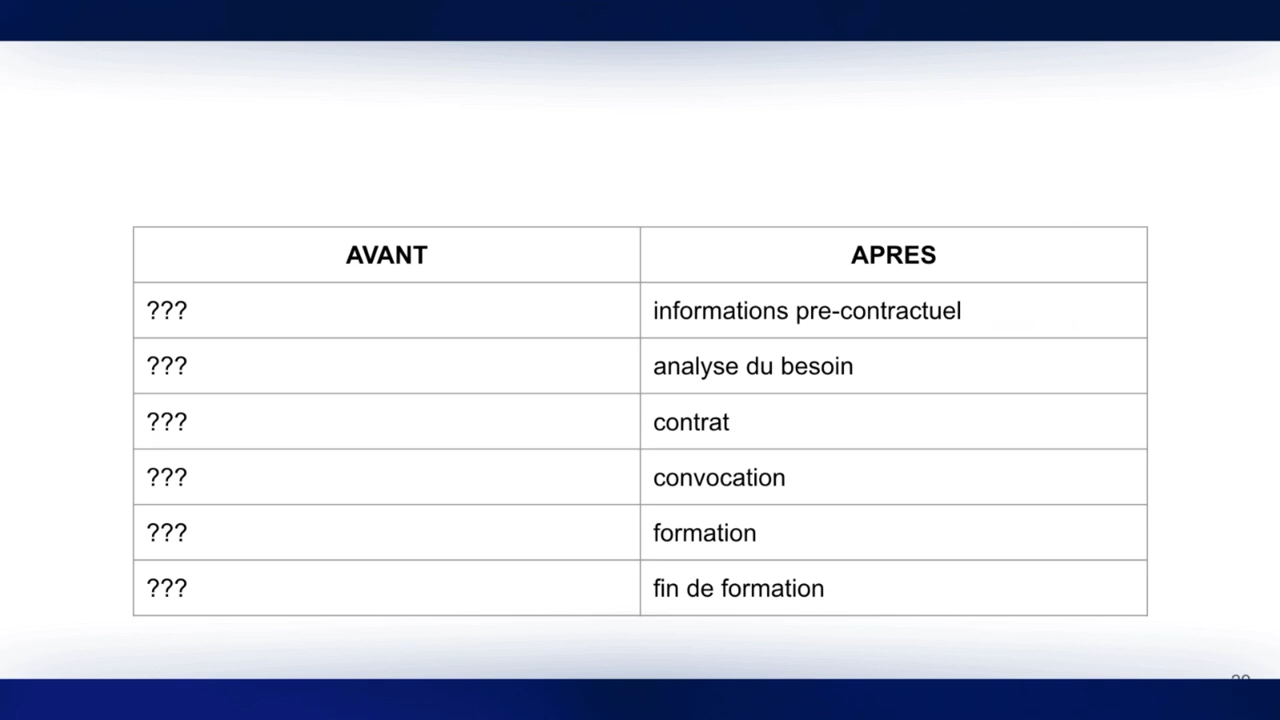 AVANT APRES
??? informations pre-contractuel
??? analyse du besoin
??? contrat
??? convocation
??? formation
??? fin de formation